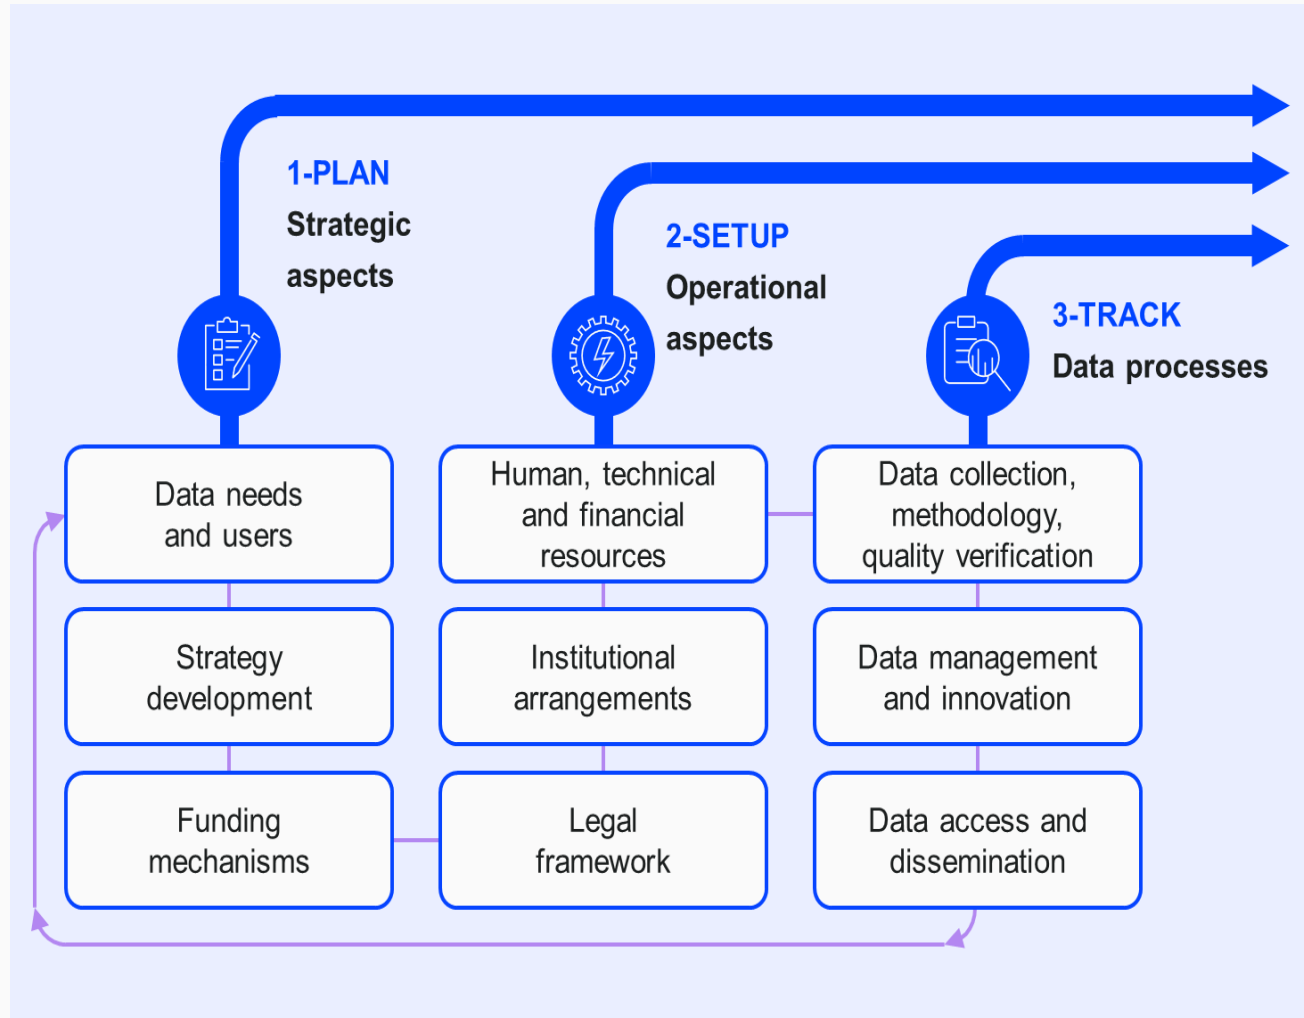 1-PLAN
Strategic
aspects
2-SETUP
Operational
aspects
3-TRACK
Data processes
Data needs
and users
Strategy
development
Funding
mechanisms
Human, technical
and financial
resources
Institutional
arrangements
Legal
framework
Data collection,
methodology,
quality verification
Data management
and innovation
Data access and
dissemination